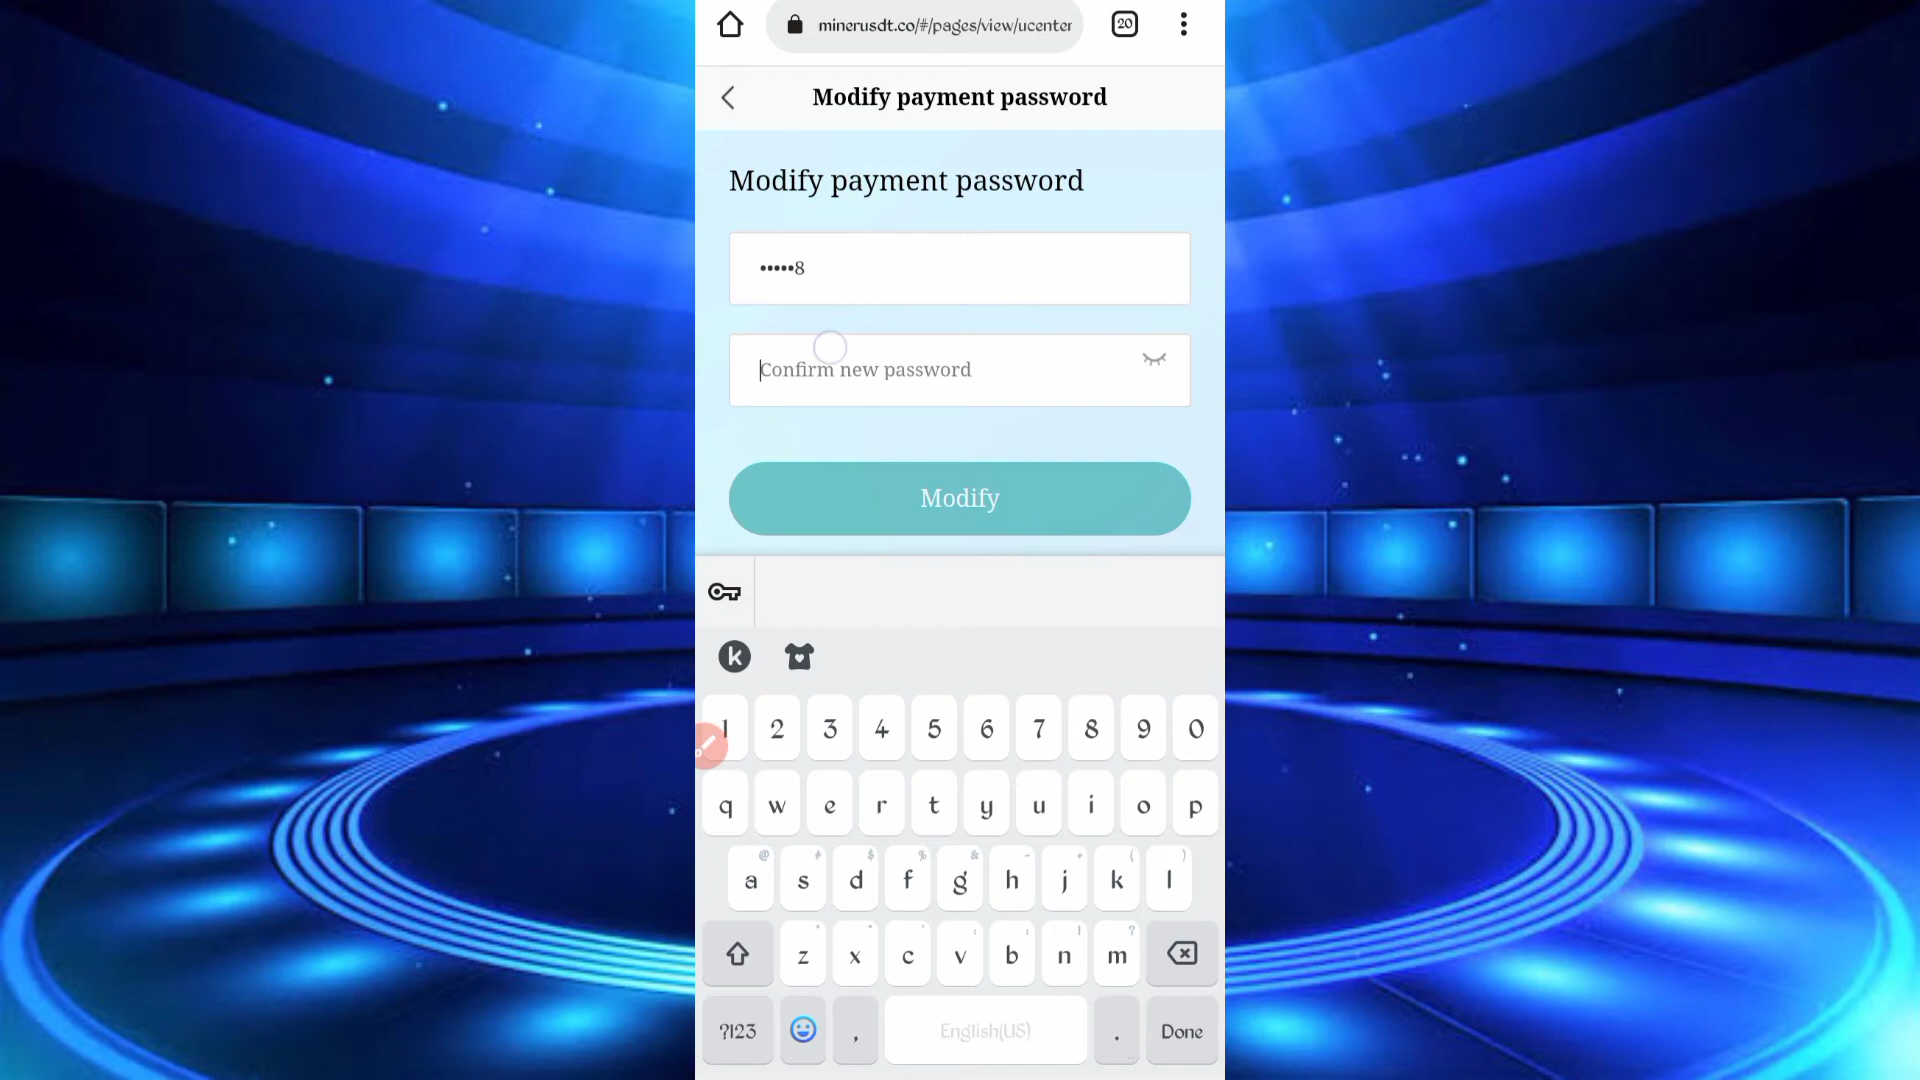 minerusdt.co/#/pages/view/ucenter
20
Modify payment password
Modify payment password
•••••8
Confirm new password
Modify
k
1 2 3 4 5 6 7 8 9 0
q w e r t y u i o p
@ # $ % & - + ( )
a s d f g h j k l
z x c v b n m
?123 , English(US) . Done